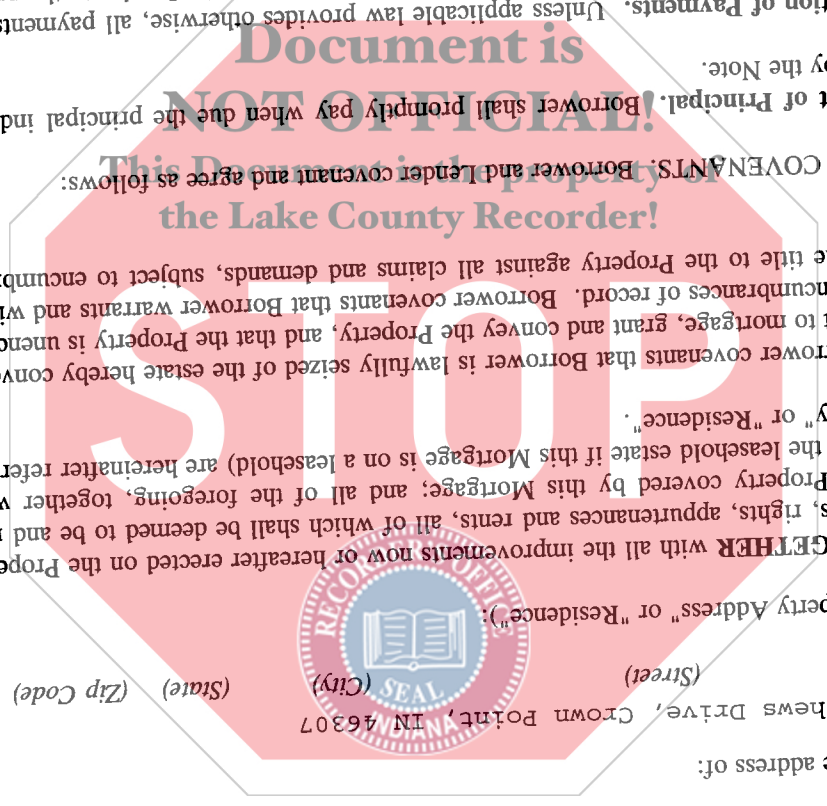 Document is
NOT OFFICIAL!
This Document is the property of
the Lake County Recorder!
STOP
RECORDER'S OFFICE
SEAL
INDIANA
address of:
hews Drive, Crown Point, IN 46307
(Street) (City) (State) (Zip Code)
perty Address" or "Residence"):
GETHER with all the improvements now or hereafter erected on the Prope
s, rights, appurtenances and rents, all of which shall be deemed to be and
Property covered by this Mortgage; and all of the foregoing, together w
the leasehold estate if this Mortgage is on a leasehold) are hereinafter refer
y" or "Residence".
rrower covenants that Borrower is lawfully seized of the estate hereby conv
t to mortgage, grant and convey the Property, and that the Property is unenc
ncumbrances of record. Borrower covenants that Borrower warrants and wi
e title to the Property against all claims and demands, subject to encumb
COVENANTS. Borrower and Lender covenant and agree as follows:
t of Principal. Borrower shall promptly pay when due the principal ind
y the Note.
tion of Payments. Unless applicable law provides otherwise, all payments